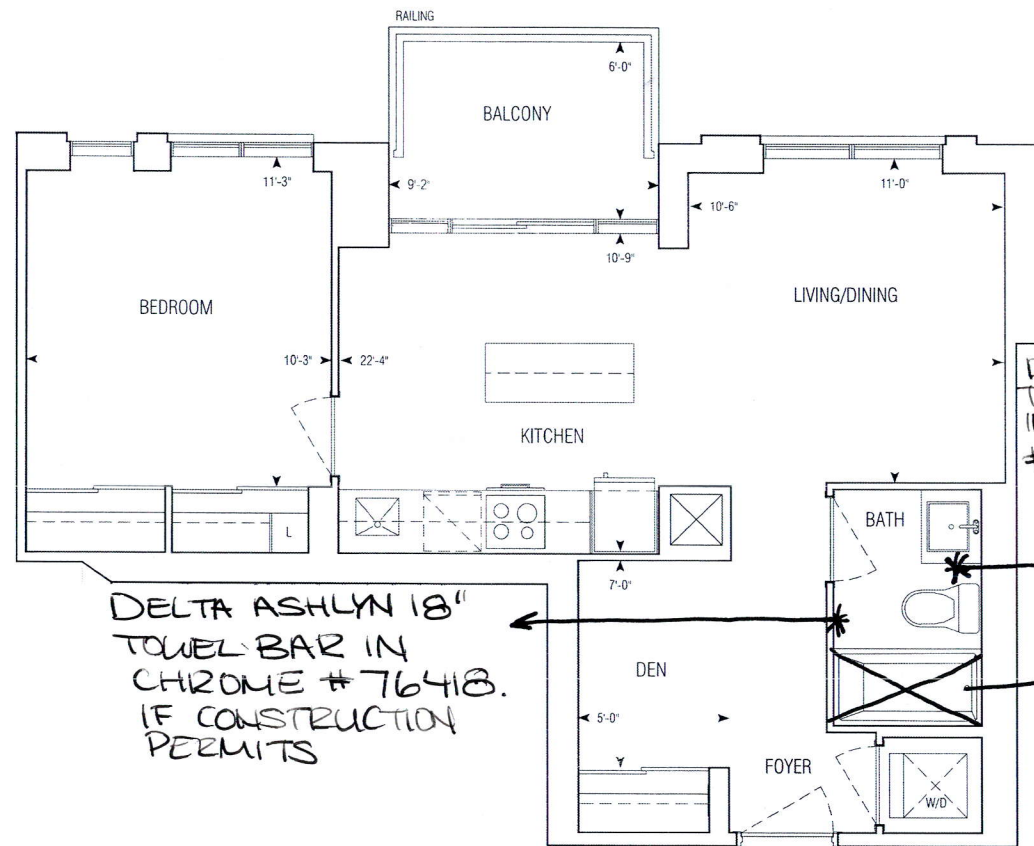 RAILING
6'-0"
BALCONY
11'-3"
9'-2"
11'-0"
10'-6"
10'-9"
BEDROOM
LIVING/DINING
10'-3"
22'-4"
KITCHEN
BATH
L
7'-0"
DELTA ASHLYN 18"
TOWEL BAR IN
CHROME # 76418.
IF CONSTRUCTION
PERMITS
DEN
5'-0"
FOYER
W/D